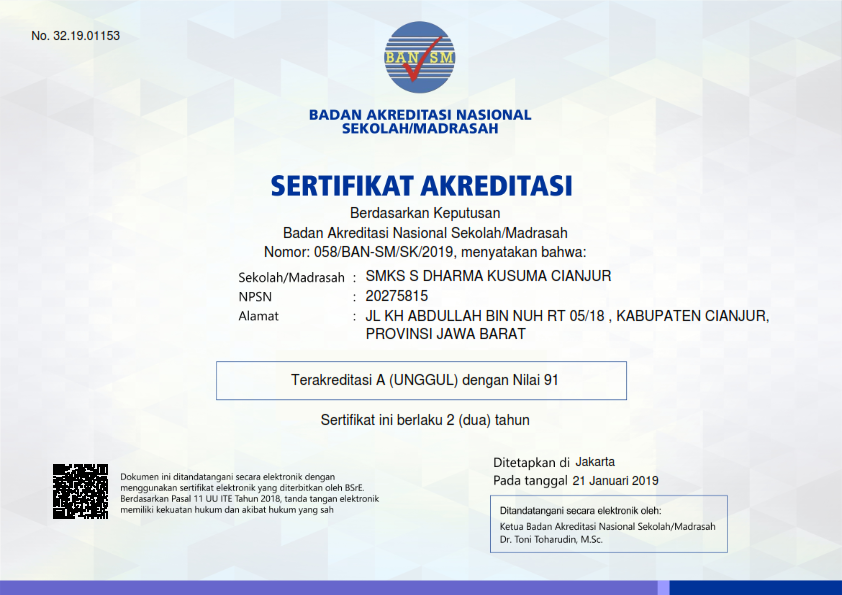 No. 32.19.01153
BAN SM
BADAN AKREDITASI NASIONAL
SEKOLAH/MADRASAH
SERTIFIKAT AKREDITASI
Berdasarkan Keputusan
Badan Akreditasi Nasional Sekolah/Madrasah
Nomor: 058/BAN-SM/SK/2019, menyatakan bahwa:
Sekolah/Madrasah : SMKS S DHARMA KUSUMA CIANJUR
NPSN : 20275815
Alamat : JL KH ABDULLAH BIN NUH RT 05/18 , KABUPATEN CIANJUR,
PROVINSI JAWA BARAT
Terakreditasi A (UNGGUL) dengan Nilai 91
Sertifikat ini berlaku 2 (dua) tahun
Dokumen ini ditandatangani secara elektronik dengan
menggunakan sertifikat elektronik yang diterbitkan oleh BSrE.
Berdasarkan Pasal 11 UU ITE Tahun 2018, tanda tangan elektronik
memiliki kekuatan hukum dan akibat hukum yang sah
Ditetapkan di Jakarta
Pada tanggal 21 Januari 2019
Ditandatangani secara elektronik oleh:
Ketua Badan Akreditasi Nasional Sekolah/Madrasah
Dr. Toni Toharudin, M.Sc.